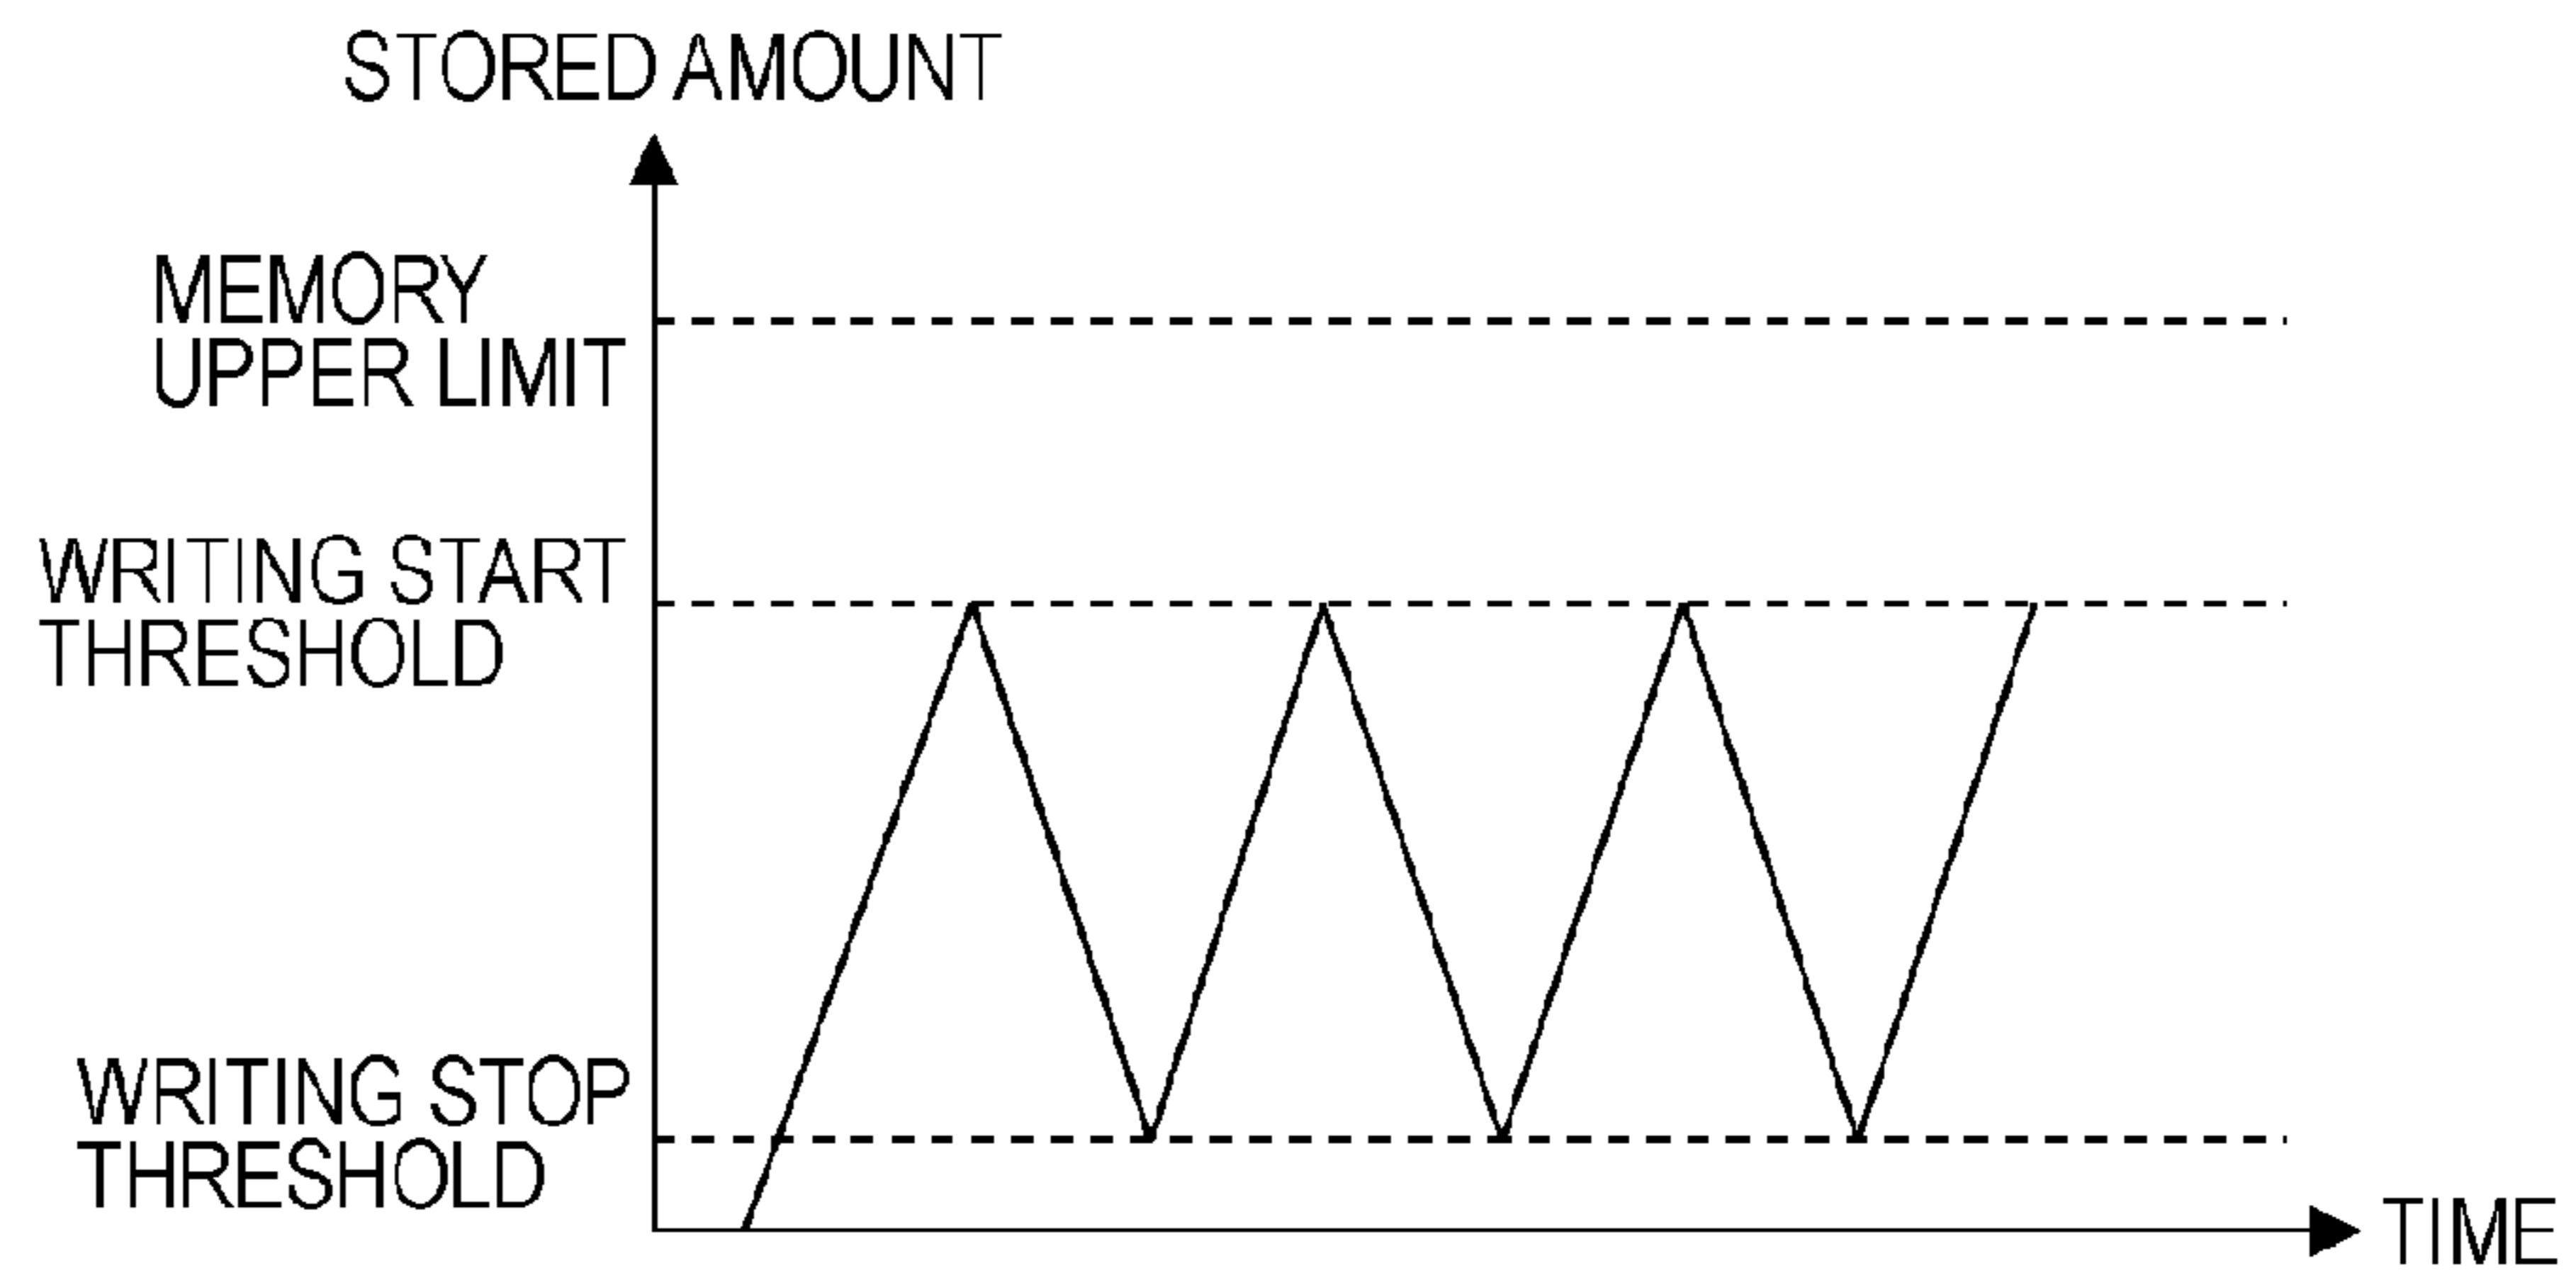 STORED AMOUNT
MEMORY
UPPER LIMIT
WRITING START
THRESHOLD
WRITING STOP
THRESHOLD
TIME